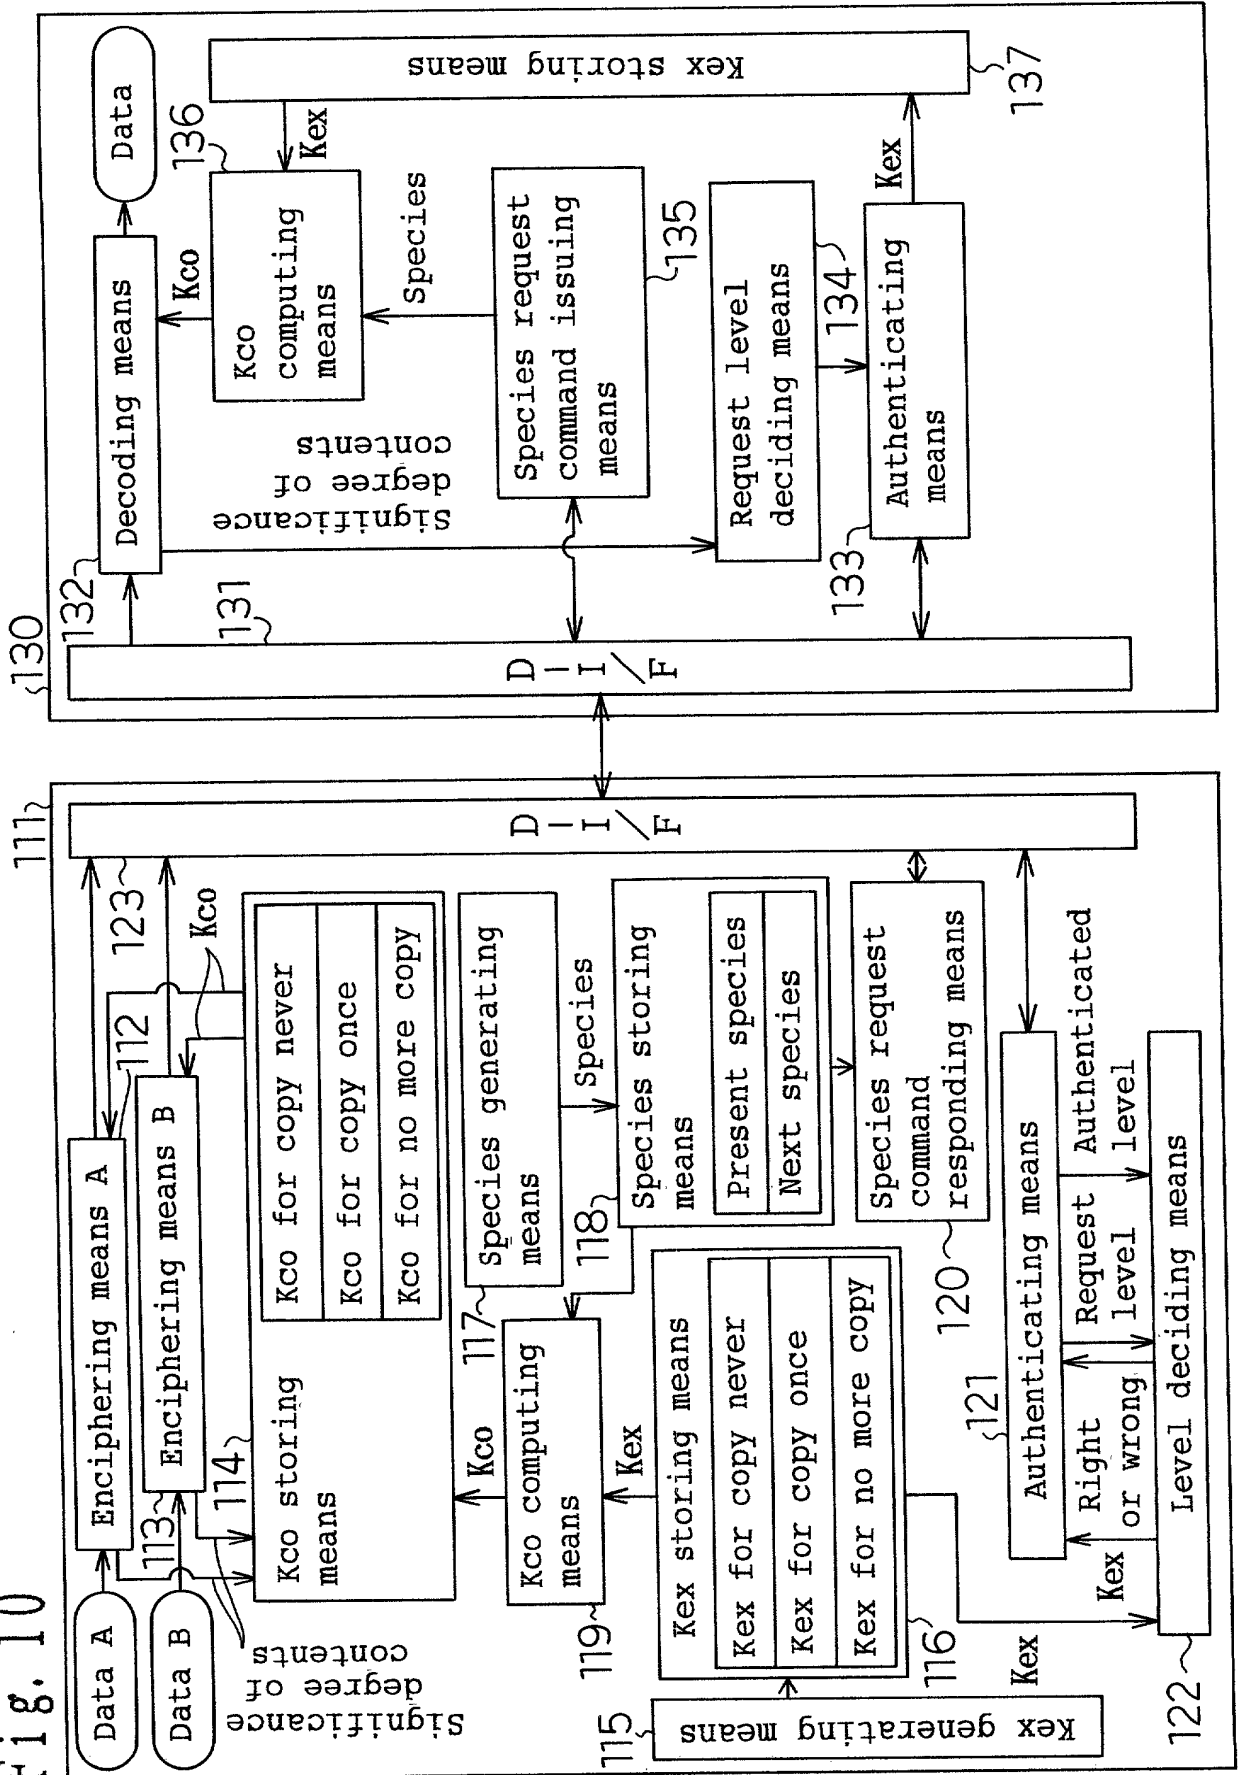 Fig. 10
111
123
Data A
Enciphering means A
112
Data B
113
Enciphering means B
Kco
Significance
degree of
contents
114
Kco storing
means
Kco for copy never
Kco for copy once
Kco for no more copy
Kco
117
Species generating
means
Species
119
Kco computing
means
118
Species storing
means
Present species
Next species
Kex
115
Kex generating means
116
Kex storing means
Kex for copy never
Kex for copy once
Kex for no more copy
120
Species request
command
responding means
Kex
121
Authenticating means
Kex
Right
or wrong
Request
level
Authenticated
level
122
Level deciding means
D-I/F
130
131
D-I/F
132
Decoding means
Data
Kco
136
Kco
computing
means
Kex
Kex storing means
137
Significance
degree of
contents
Species
Species request
command issuing
means
135
Request level
deciding means
134
133
Authenticating
means
Kex